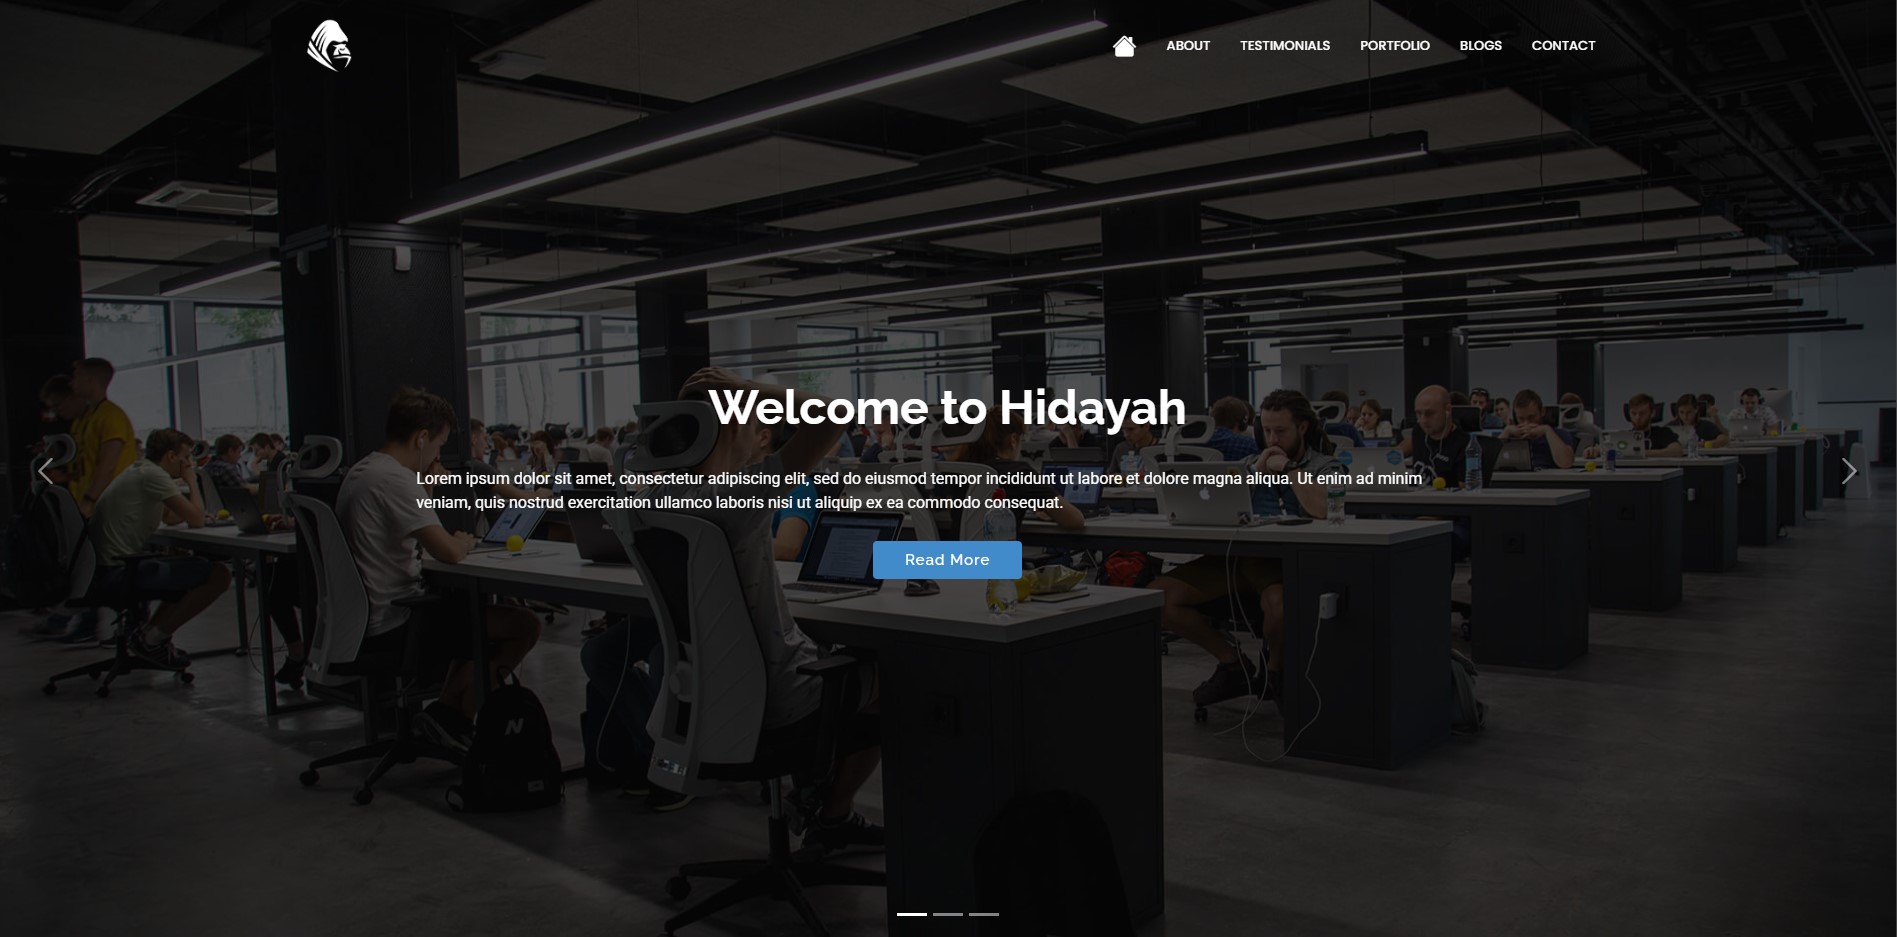 ABOUT TESTIMONIALS PORTFOLIO BLOGS CONTACT
Welcome to Hidayah
Lorem ipsum dolor sit amet, consectetur adipiscing elit, sed do eiusmod tempor incididunt ut labore et dolore magna aliqua. Ut enim ad minim
veniam, quis nostrud exercitation ullamco laboris nisi ut aliquip ex ea commodo consequat.
Read More
N